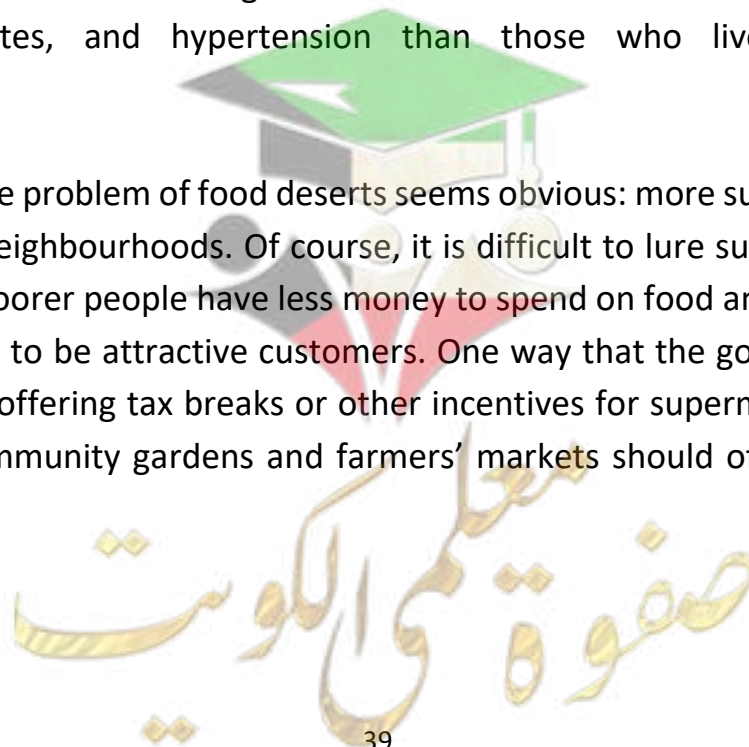 tes, and hypertension than those who live
e problem of food deserts seems obvious: more su
eighbourhoods. Of course, it is difficult to lure su
oorer people have less money to spend on food an
to be attractive customers. One way that the go
offering tax breaks or other incentives for superm
mmunity gardens and farmers’ markets should of
صفوة معلمى الكويت
39